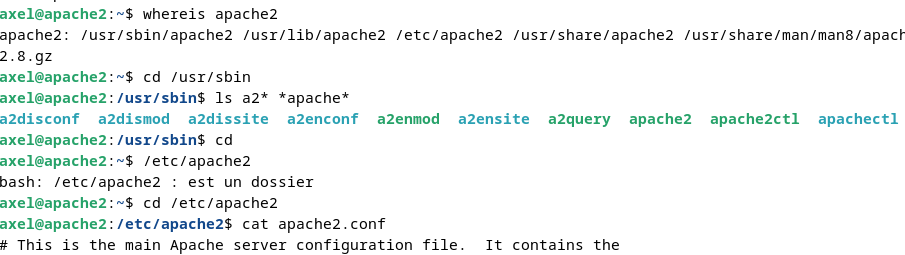 axel@apache2:~$ whereis apache2
apache2: /usr/sbin/apache2 /usr/lib/apache2 /etc/apache2 /usr/share/apache2 /usr/share/man/man8/apach
2.8.gz
axel@apache2:~$ cd /usr/sbin
axel@apache2:/usr/sbin$ ls a2* *apache*
a2disconf  a2dismod  a2dissite  a2enconf  a2enmod  a2ensite  a2query  apache2  apache2ctl  apachectl
axel@apache2:/usr/sbin$ cd
axel@apache2:~$ /etc/apache2
bash: /etc/apache2 : est un dossier
axel@apache2:~$ cd /etc/apache2
axel@apache2:/etc/apache2$ cat apache2.conf
# This is the main Apache server configuration file.  It contains the